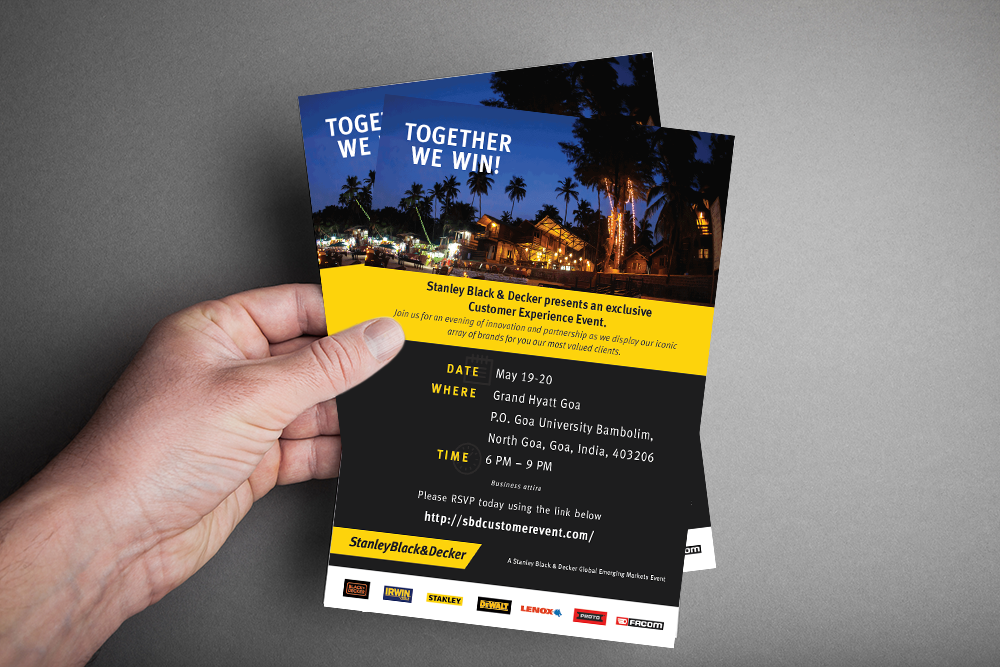 TOGE
WE
TOGETHER
WE WIN!
Stanley Black & Decker presents an exclusive
Customer Experience Event.
Join us for an evening of innovation and partnership as we display our iconic
array of brands for you our most valued clients.
DATE May 19-20
WHERE Grand Hyatt Goa
P.O. Goa University Bambolim,
North Goa, Goa, India, 403206
TIME 6 PM – 9 PM
Business attira
Please RSVP today using the link below
http://sbdcustomerevent.com/
StanleyBlack&Decker
A Stanley Black & Decker Global Emerging Markets Event
BLACK+DECKER IRWIN STANLEY DEWALT LENOX PROTO FACOM
om